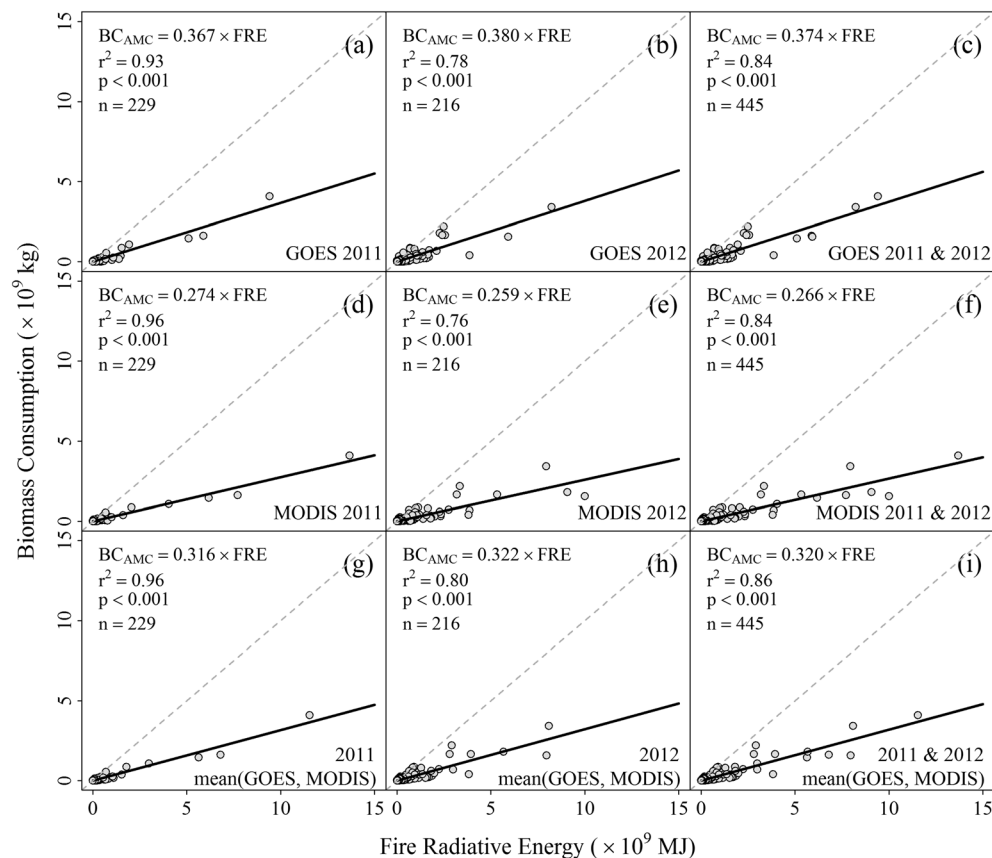 BC_AMC = 0.367 × FRE (a)
r² = 0.93
p < 0.001
n = 229
GOES 2011
BC_AMC = 0.380 × FRE (b)
r² = 0.78
p < 0.001
n = 216
GOES 2012
BC_AMC = 0.374 × FRE (c)
r² = 0.84
p < 0.001
n = 445
GOES 2011 & 2012
BC_AMC = 0.274 × FRE (d)
r² = 0.96
p < 0.001
n = 229
MODIS 2011
BC_AMC = 0.259 × FRE (e)
r² = 0.76
p < 0.001
n = 216
MODIS 2012
BC_AMC = 0.266 × FRE (f)
r² = 0.84
p < 0.001
n = 445
MODIS 2011 & 2012
BC_AMC = 0.316 × FRE (g)
r² = 0.96
p < 0.001
n = 229
2011
mean(GOES, MODIS)
BC_AMC = 0.322 × FRE (h)
r² = 0.80
p < 0.001
n = 216
2012
mean(GOES, MODIS)
BC_AMC = 0.320 × FRE (i)
r² = 0.86
p < 0.001
n = 445
2011 & 2012
mean(GOES, MODIS)
15
10
5
0
15
10
5
0
15
10
5
0
Biomass Consumption ( × 10⁹ kg)
0 5 10 15 0 5 10 15 0 5 10 15
Fire Radiative Energy ( × 10⁹ MJ)